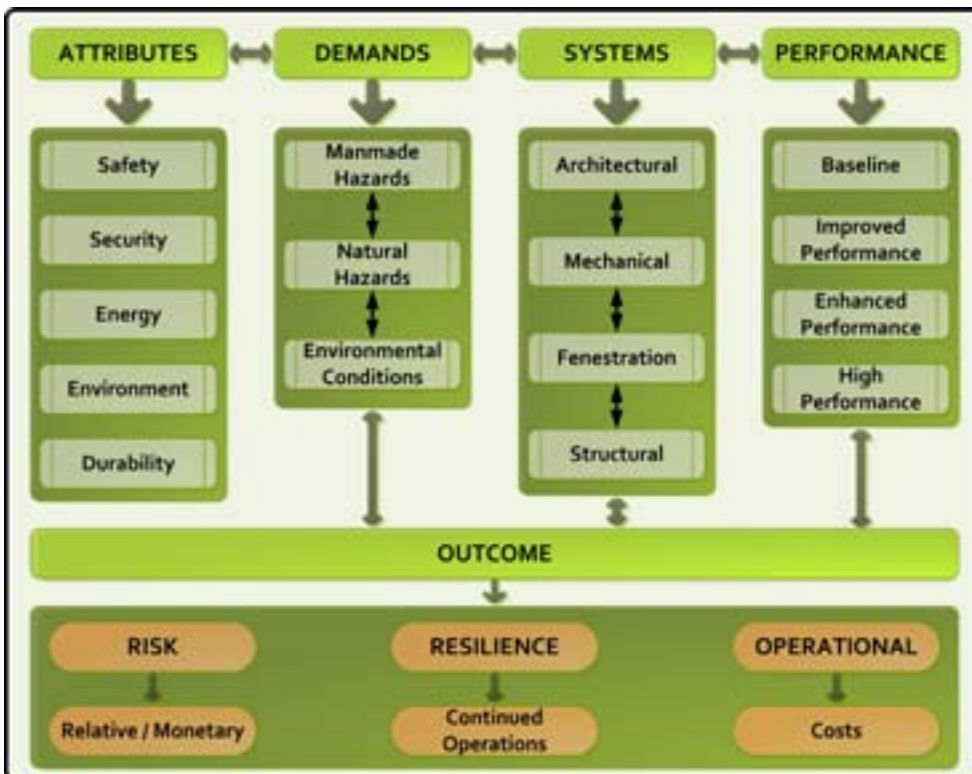 ATTRIBUTES
DEMANDS
SYSTEMS
PERFORMANCE
Safety
Security
Energy
Environment
Durability
Manmade
Hazards
Natural
Hazards
Environmental
Conditions
Architectural
Mechanical
Fenestration
Structural
Baseline
Improved
Performance
Enhanced
Performance
High
Performance
OUTCOME
RISK
RESILIENCE
OPERATIONAL
Relative / Monetary
Continued
Operations
Costs